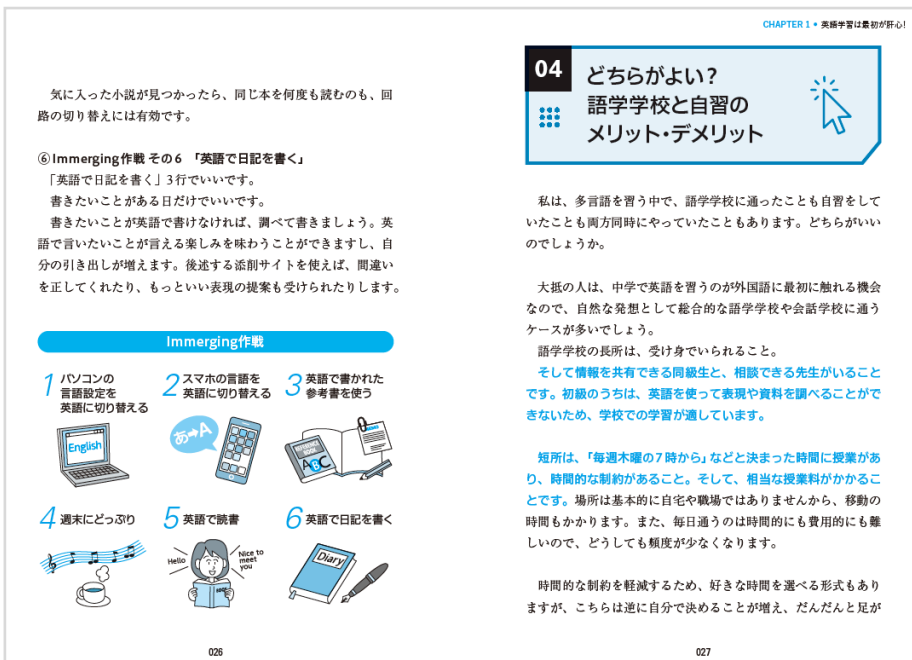 気に入った小説が見つかったら、同じ本を何度も読むのも、回
路の切り替えには有効です。
⑥Immerging作戦 その6 「英語で日記を書く」
「英語で日記を書く」3行でいいです。
書きたいことがある日だけでいいです。
書きたいことが英語で書けなければ、調べて書きましょう。英
語で言いたいことが言える楽しみを味わうことができますし、自
分の引き出しが増えます。後述する添削サイトを使えば、間違い
を正してくれたり、もっといい表現の提案も受けられたりします。
Immerging作戦
1 パソコンの
言語設定を
英語に切り替える
English
2 スマホの言語を
英語に切り替える
あ→A
3 英語で書かれた
参考書を使う
REFERENCE
BOOK
ABC
4 週末にどっぷり
5 英語で読書
Hello
Nice to
meet
you
BOOK
6 英語で日記を書く
Diary
026
CHAPTER 1 • 英語学習は最初が肝心!
04
どちらがよい?
語学学校と自習の
メリット・デメリット
私は、多言語を習う中で、語学学校に通ったことも自習をして
いたことも両方同時にやっていたこともあります。どちらがいい
のでしょうか。
大抵の人は、中学で英語を習うのが外国語に最初に触れる機会
なので、自然な発想として総合的な語学学校や会話学校に通う
ケースが多いでしょう。
語学学校の長所は、受け身でいられること。
そして情報を共有できる同級生と、相談できる先生がいること
です。初級のうちは、英語を使って表現や資料を調べることがで
きないため、学校での学習が適しています。
短所は、「毎週木曜の7時から」などと決まった時間に授業があ
り、時間的な制約があること。そして、相当な授業料がかかるこ
とです。場所は基本的に自宅や職場ではありませんから、移動の
時間もかかります。また、毎日通うのは時間的にも費用的にも難
しいので、どうしても頻度が少なくなります。
時間的な制約を軽減するため、好きな時間を選べる形式もあり
ますが、こちらは逆に自分で決めることが増え、だんだんと足が
027